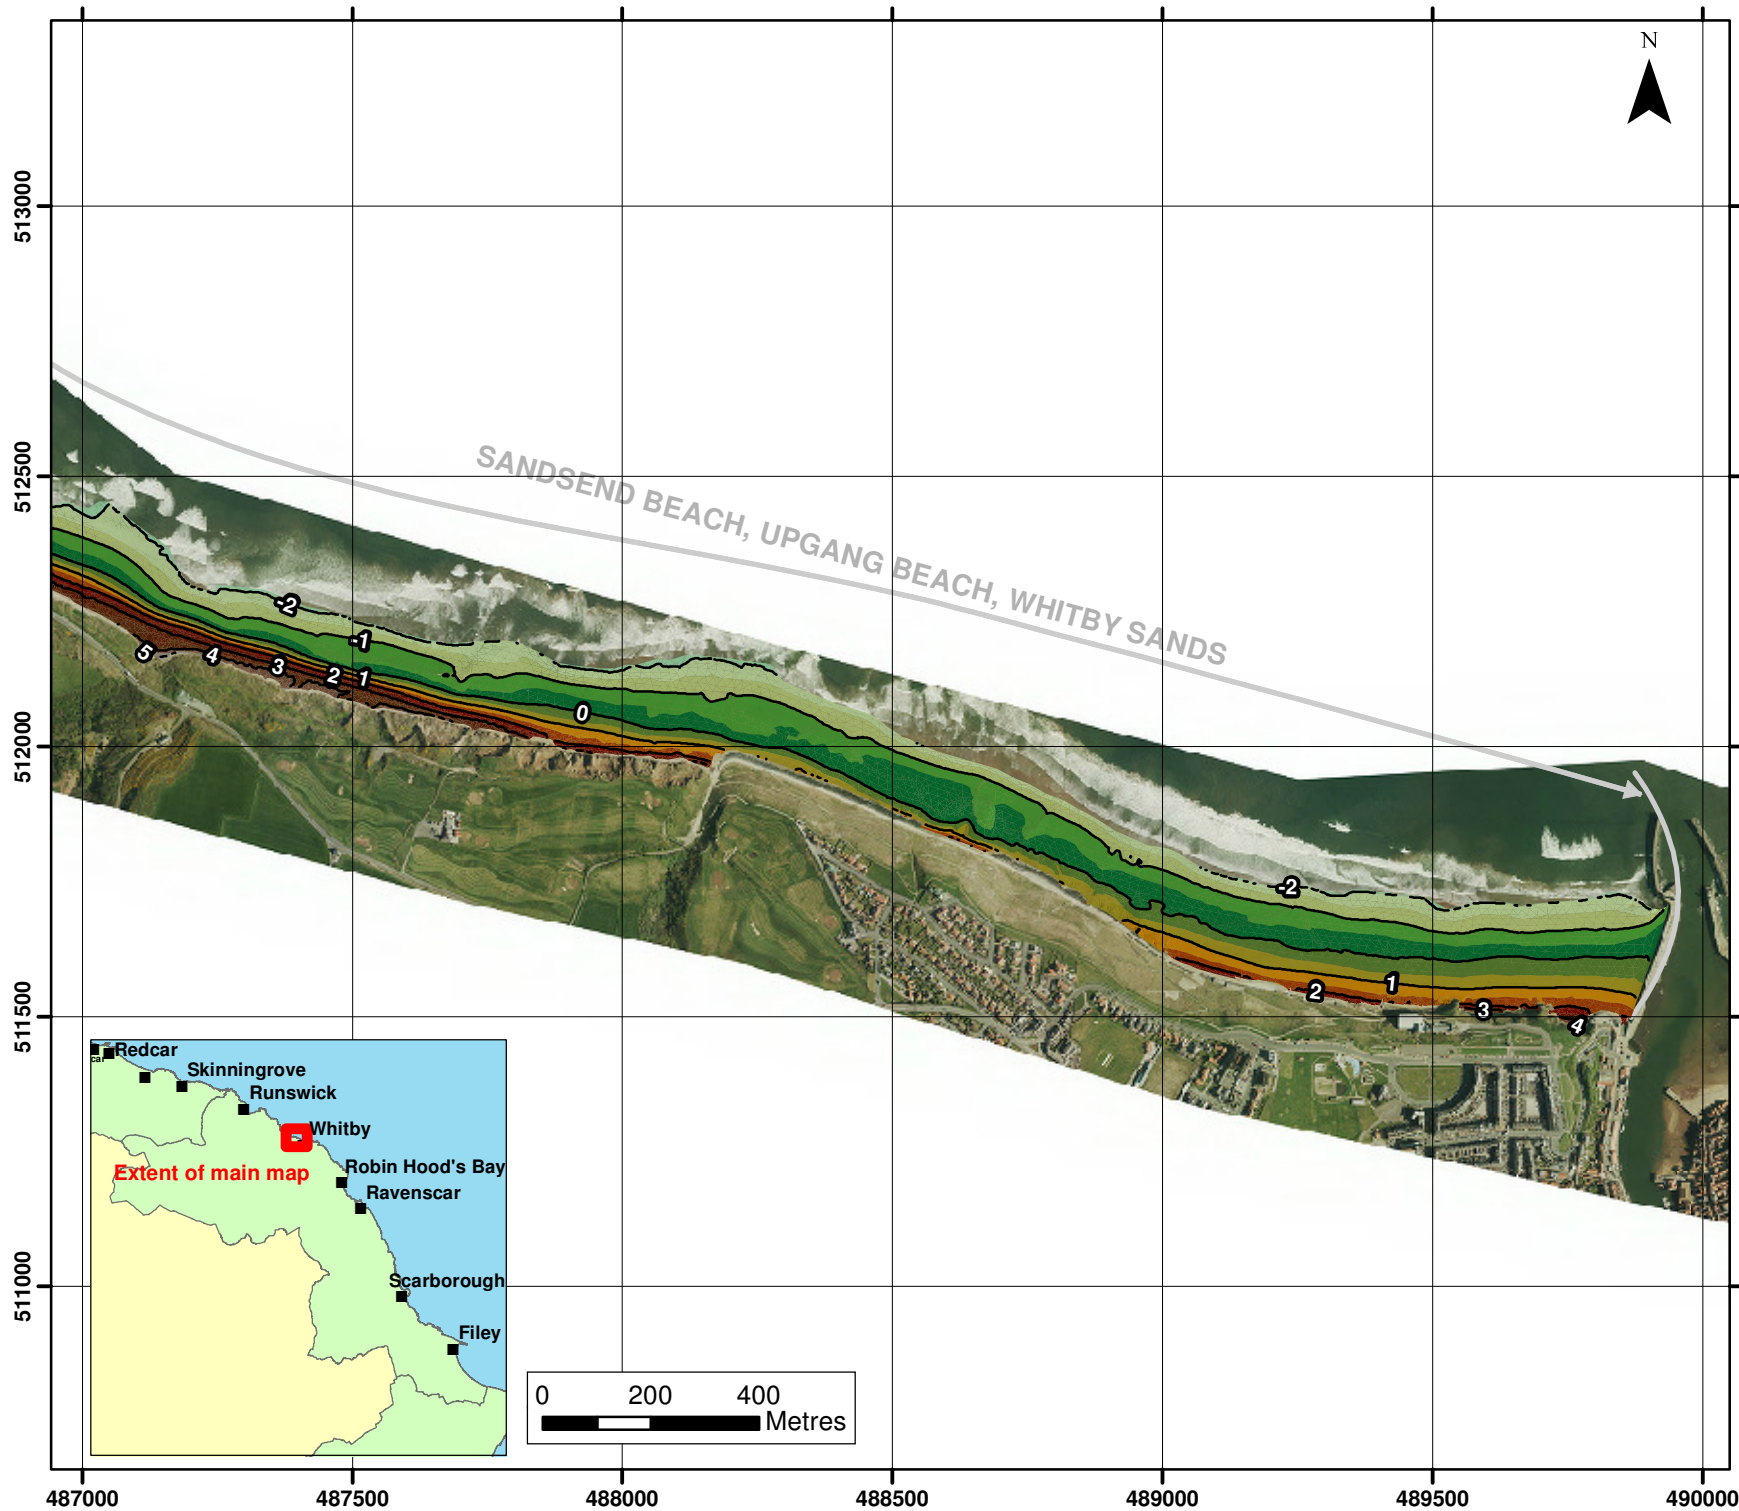 N
513000
512500
512000
511500
511000
SANDSEND BEACH, UPGANG BEACH, WHITBY SANDS
-2
-1
5
4
3
2
1
0
-2
1
2
3
4
Redcar
car
Skinningrove
Runswick
Whitby
Extent of main map
Robin Hood's Bay
Ravenscar
Scarborough
Filey
0 200 400
Metres
487000 487500 488000 488500 489000 489500 490000